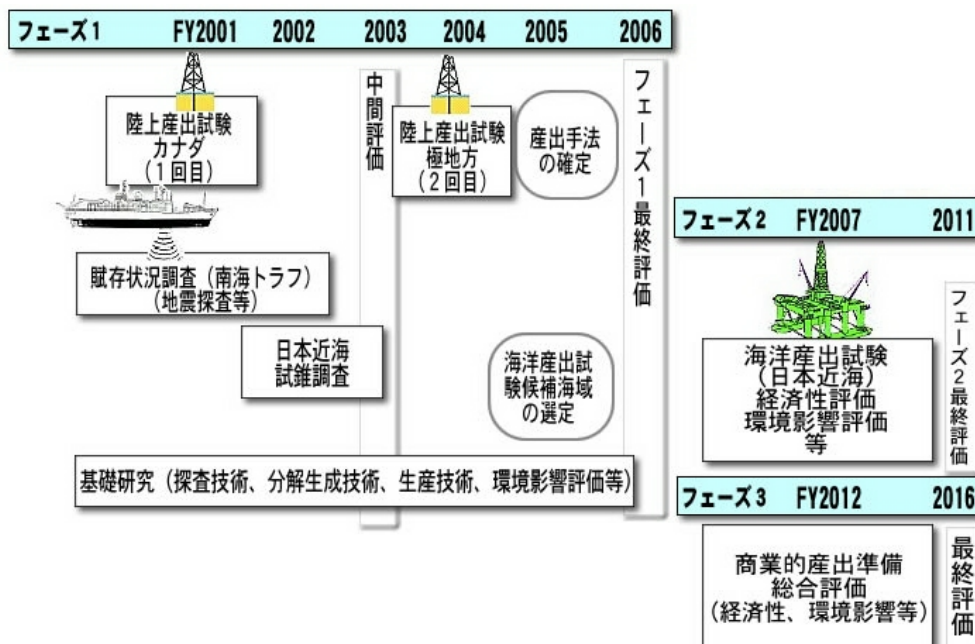 フェーズ1 FY2001 2002 2003 2004 2005 2006
陸上産出試験
カナダ
(1回目)
中間評価
陸上産出試験
極地方
(2回目)
産出手法
の確定
フェーズ1最終評価
賦存状況調査(南海トラフ)
(地震探査等)
日本近海
試錐調査
海洋産出試
験候補海域
の選定
基礎研究(探査技術、分解生成技術、生産技術、環境影響評価等)
フェーズ2 FY2007 2011
海洋産出試験
(日本近海)
経済性評価
環境影響評価
等
フェーズ2最終評価
フェーズ3 FY2012 2016
商業的産出準備
総合評価
(経済性、環境影響等)
最終評価